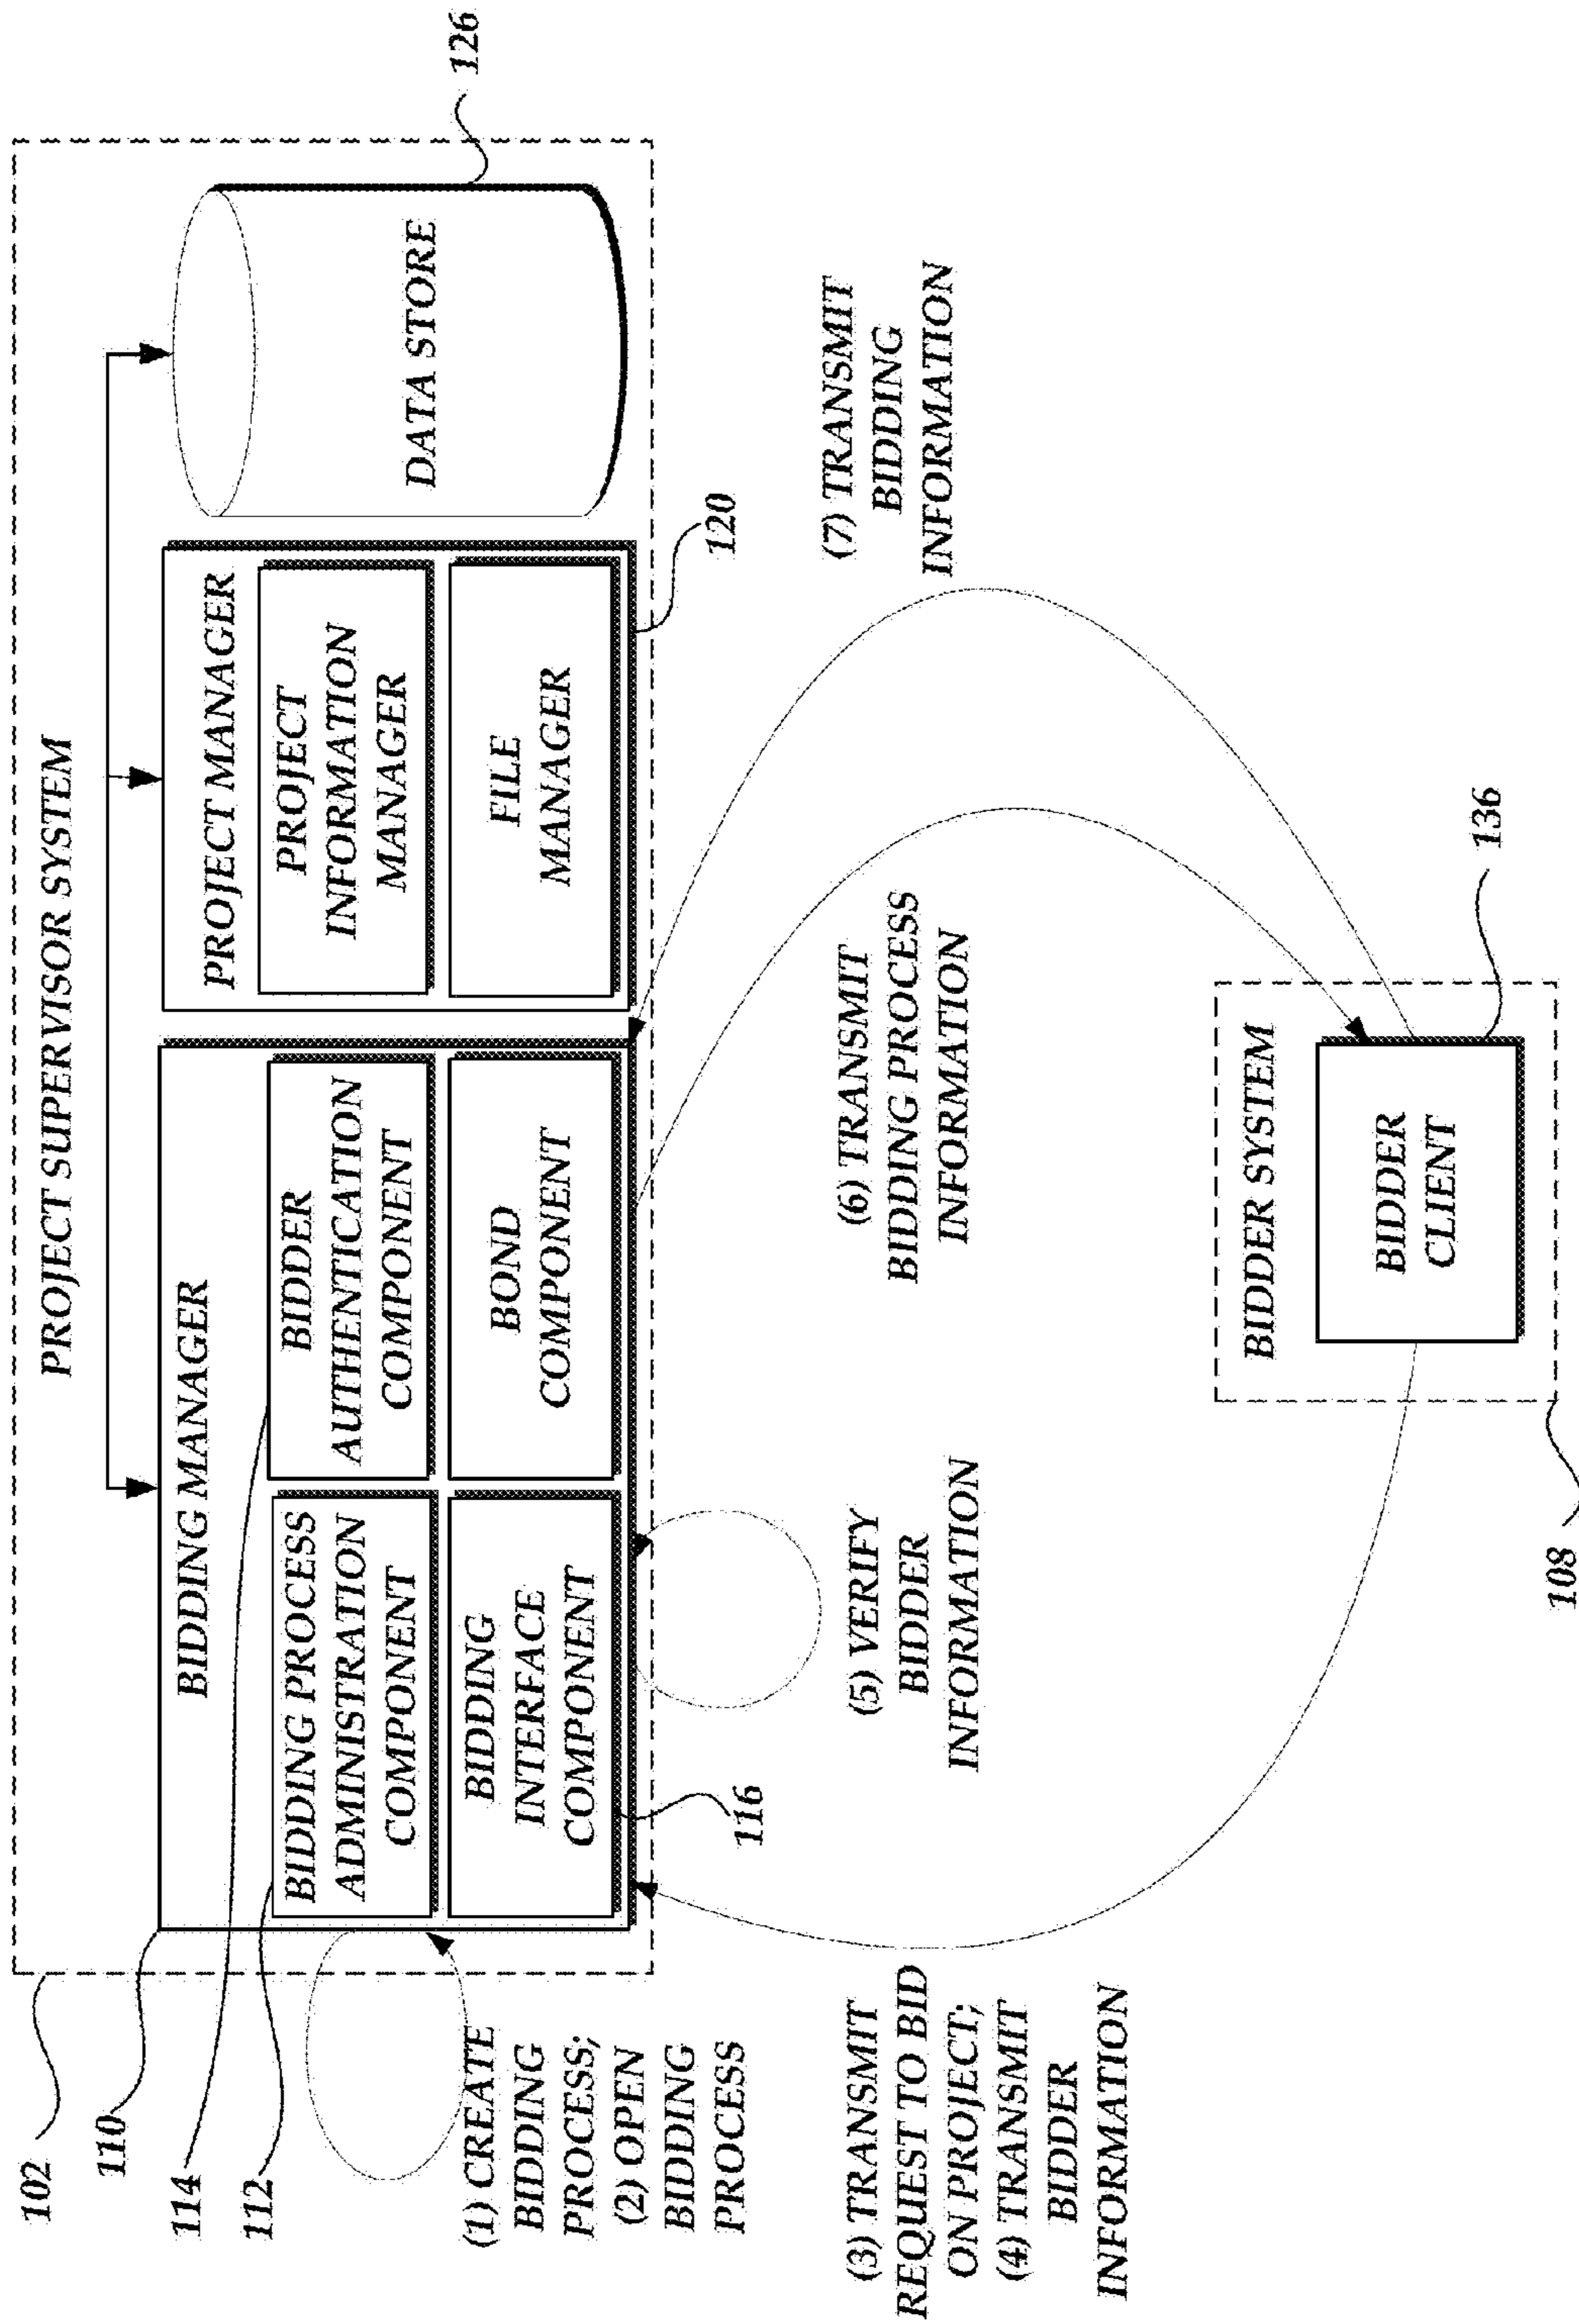 PROJECT SUPERVISOR SYSTEM
102
110
114
112
BIDDING MANAGER
BIDDING PROCESS
ADMINISTRATION
COMPONENT
BIDDER
AUTHENTICATION
COMPONENT
BIDDING
INTERFACE
COMPONENT
BOND
COMPONENT
116
PROJECT MANAGER
PROJECT
INFORMATION
MANAGER
FILE
MANAGER
120
DATA STORE
126
(1) CREATE
BIDDING
PROCESS;
(2) OPEN
BIDDING
PROCESS
(3) TRANSMIT
REQUEST TO BID
ON PROJECT;
(4) TRANSMIT
BIDDER
INFORMATION
(5) VERIFY
BIDDER
INFORMATION
(6) TRANSMIT
BIDDING PROCESS
INFORMATION
(7) TRANSMIT
BIDDING
INFORMATION
BIDDER SYSTEM
BIDDER
CLIENT
136
108